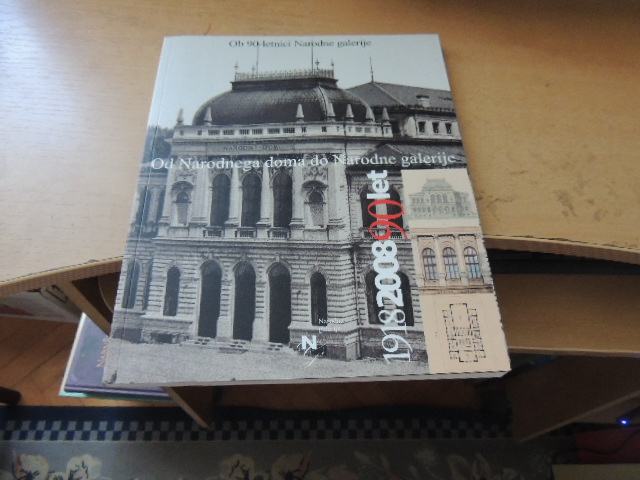 Ob 90-letnici Narodne galerije
Od Narodnega doma do Narodne galerije
1918 2008 90 let
N